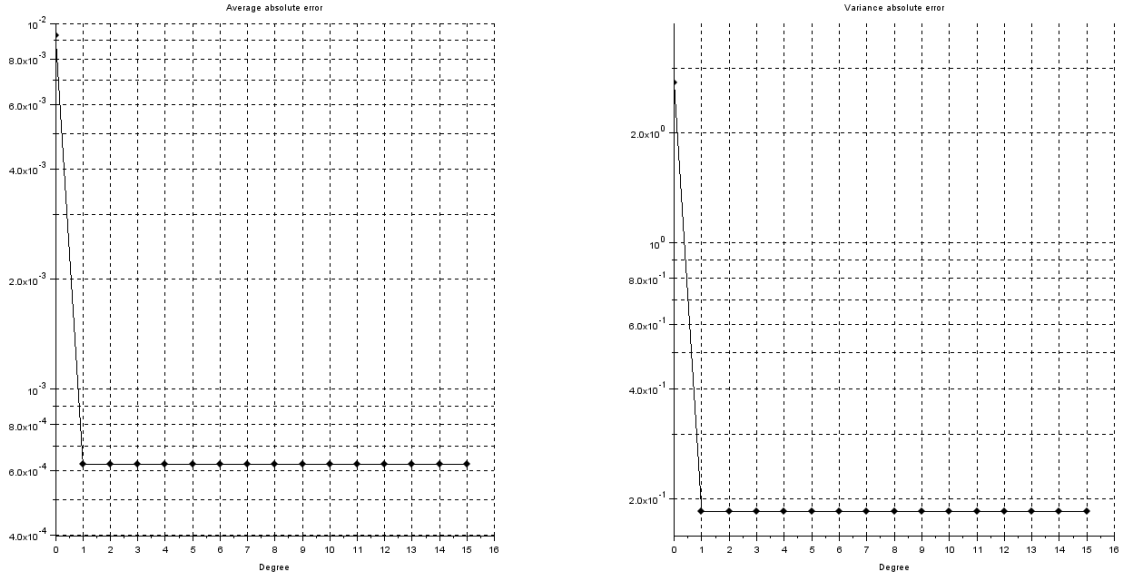 Average absolute error
10^-2
8.0x10^-3
6.0x10^-3
4.0x10^-3
2.0x10^-3
10^-3
8.0x10^-4
6.0x10^-4
4.0x10^-4
0 1 2 3 4 5 6 7 8 9 10 11 12 13 14 15 16
Degree
Variance absolute error
2.0x10^0
10^0
8.0x10^-1
6.0x10^-1
4.0x10^-1
2.0x10^-1
0 1 2 3 4 5 6 7 8 9 10 11 12 13 14 15 16
Degree